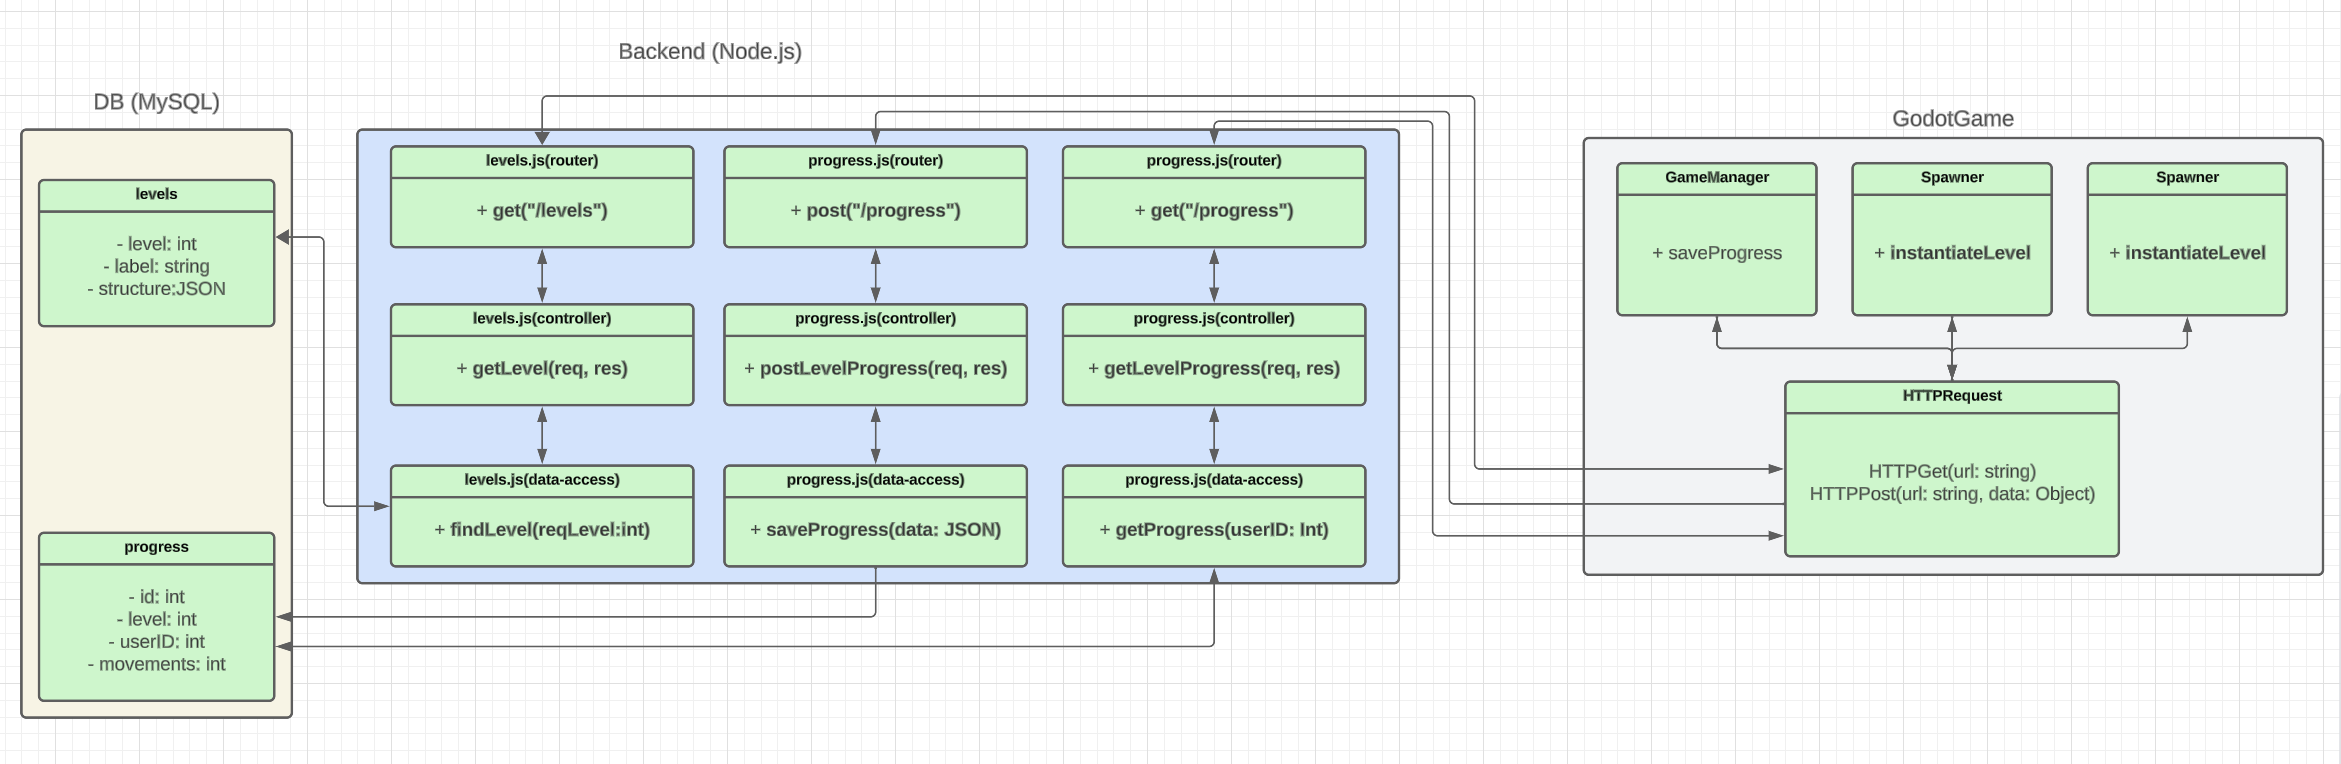 Backend (Node.js)
DB (MySQL)
levels
- level: int
- label: string
- structure:JSON
progress
- id: int
- level: int
- userID: int
- movements: int
levels.js(router)
+ get("/levels")
progress.js(router)
+ post("/progress")
progress.js(router)
+ get("/progress")
levels.js(controller)
+ getLevel(req, res)
progress.js(controller)
+ postLevelProgress(req, res)
progress.js(controller)
+ getLevelProgress(req, res)
levels.js(data-access)
+ findLevel(reqLevel:int)
progress.js(data-access)
+ saveProgress(data: JSON)
progress.js(data-access)
+ getProgress(userID: Int)
GodotGame
GameManager
+ saveProgress
Spawner
+ instantiateLevel
Spawner
+ instantiateLevel
HTTPRequest
HTTPGet(url: string)
HTTPPost(url: string, data: Object)